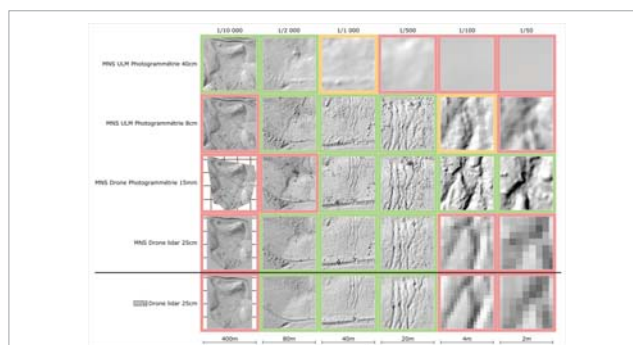 1/10 000 1/2 000 1/1 000 1/500 1/100 1/50
MNS ULM Photogrammétrie 40cm
MNS ULM Photogrammétrie 8cm
MNS Drone Photogrammétrie 15mm
MNS Drone lidar 25cm
Drone lidar 25cm
400m 80m 40m 20m 4m 2m